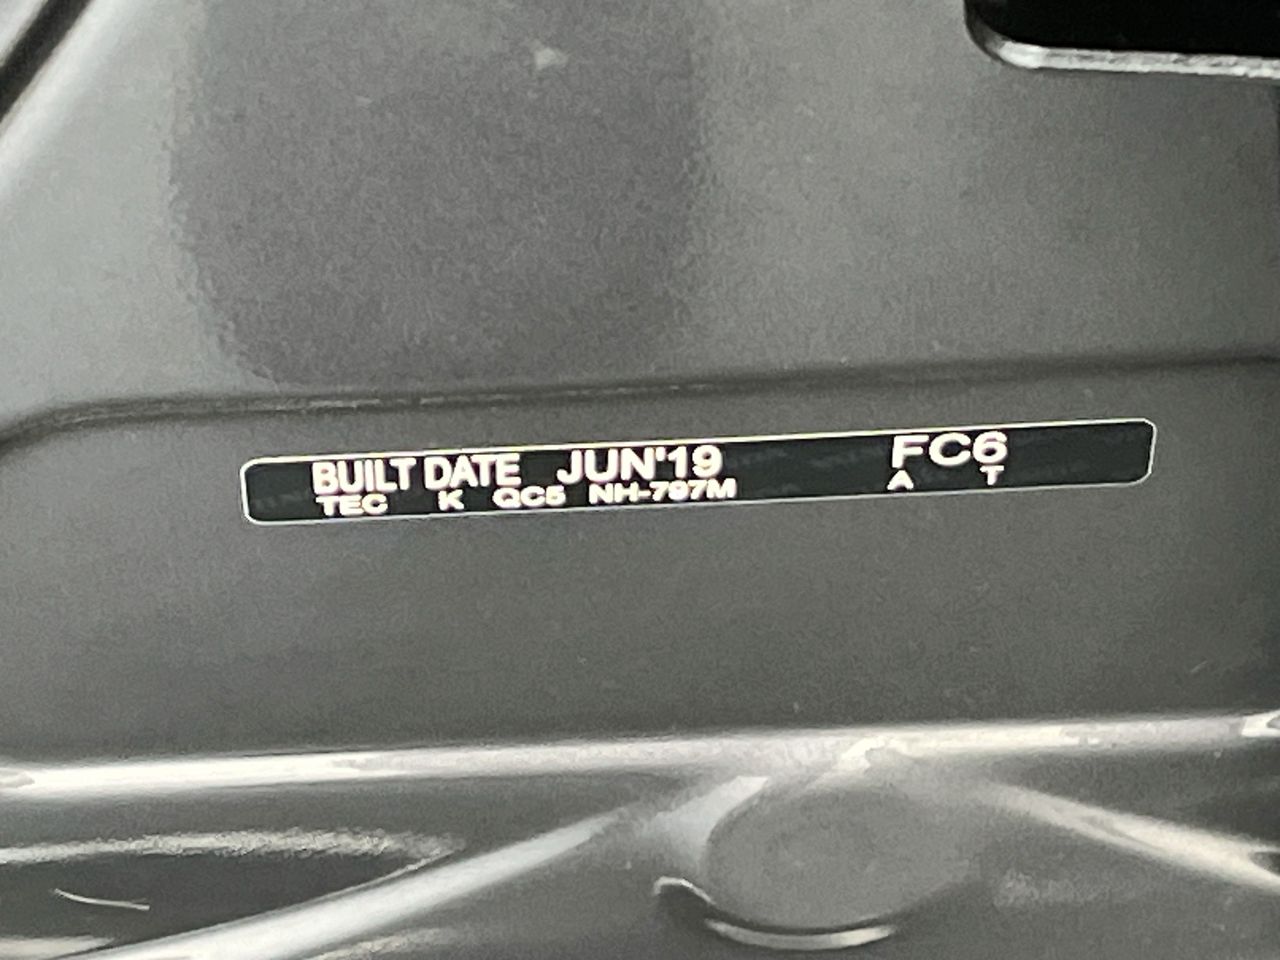 BUILT DATE JUN'19 FC6
TEC K QC5 NH-797M A T